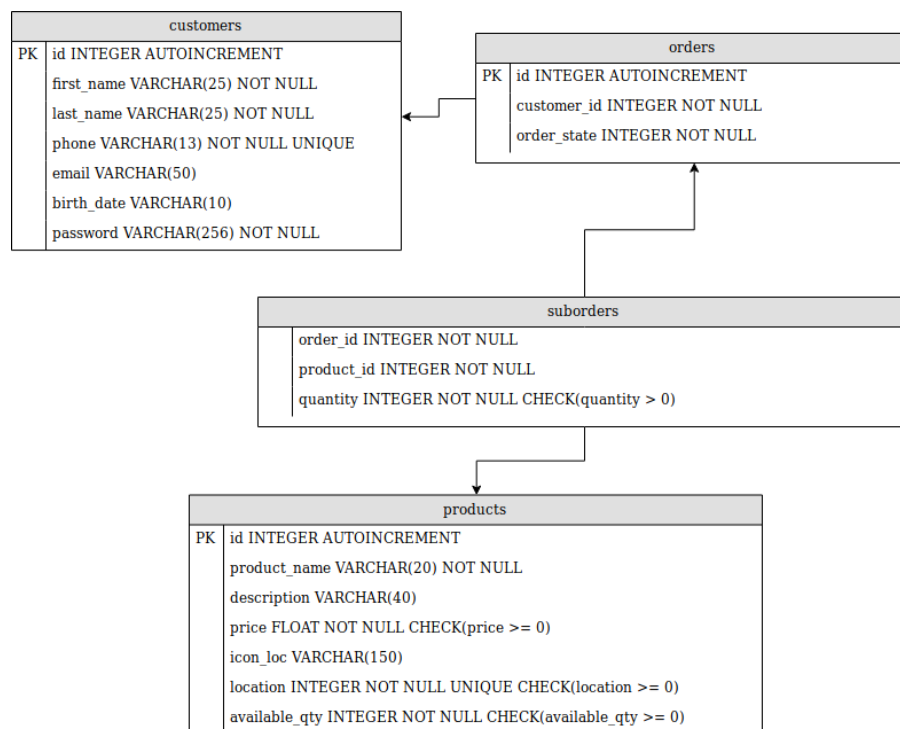 customers
PK id INTEGER AUTOINCREMENT
first_name VARCHAR(25) NOT NULL
last_name VARCHAR(25) NOT NULL
phone VARCHAR(13) NOT NULL UNIQUE
email VARCHAR(50)
birth_date VARCHAR(10)
password VARCHAR(256) NOT NULL
orders
PK id INTEGER AUTOINCREMENT
customer_id INTEGER NOT NULL
order_state INTEGER NOT NULL
suborders
order_id INTEGER NOT NULL
product_id INTEGER NOT NULL
quantity INTEGER NOT NULL CHECK(quantity > 0)
products
PK id INTEGER AUTOINCREMENT
product_name VARCHAR(20) NOT NULL
description VARCHAR(40)
price FLOAT NOT NULL CHECK(price >= 0)
icon_loc VARCHAR(150)
location INTEGER NOT NULL UNIQUE CHECK(location >= 0)
available_qty INTEGER NOT NULL CHECK(available_qty >= 0)